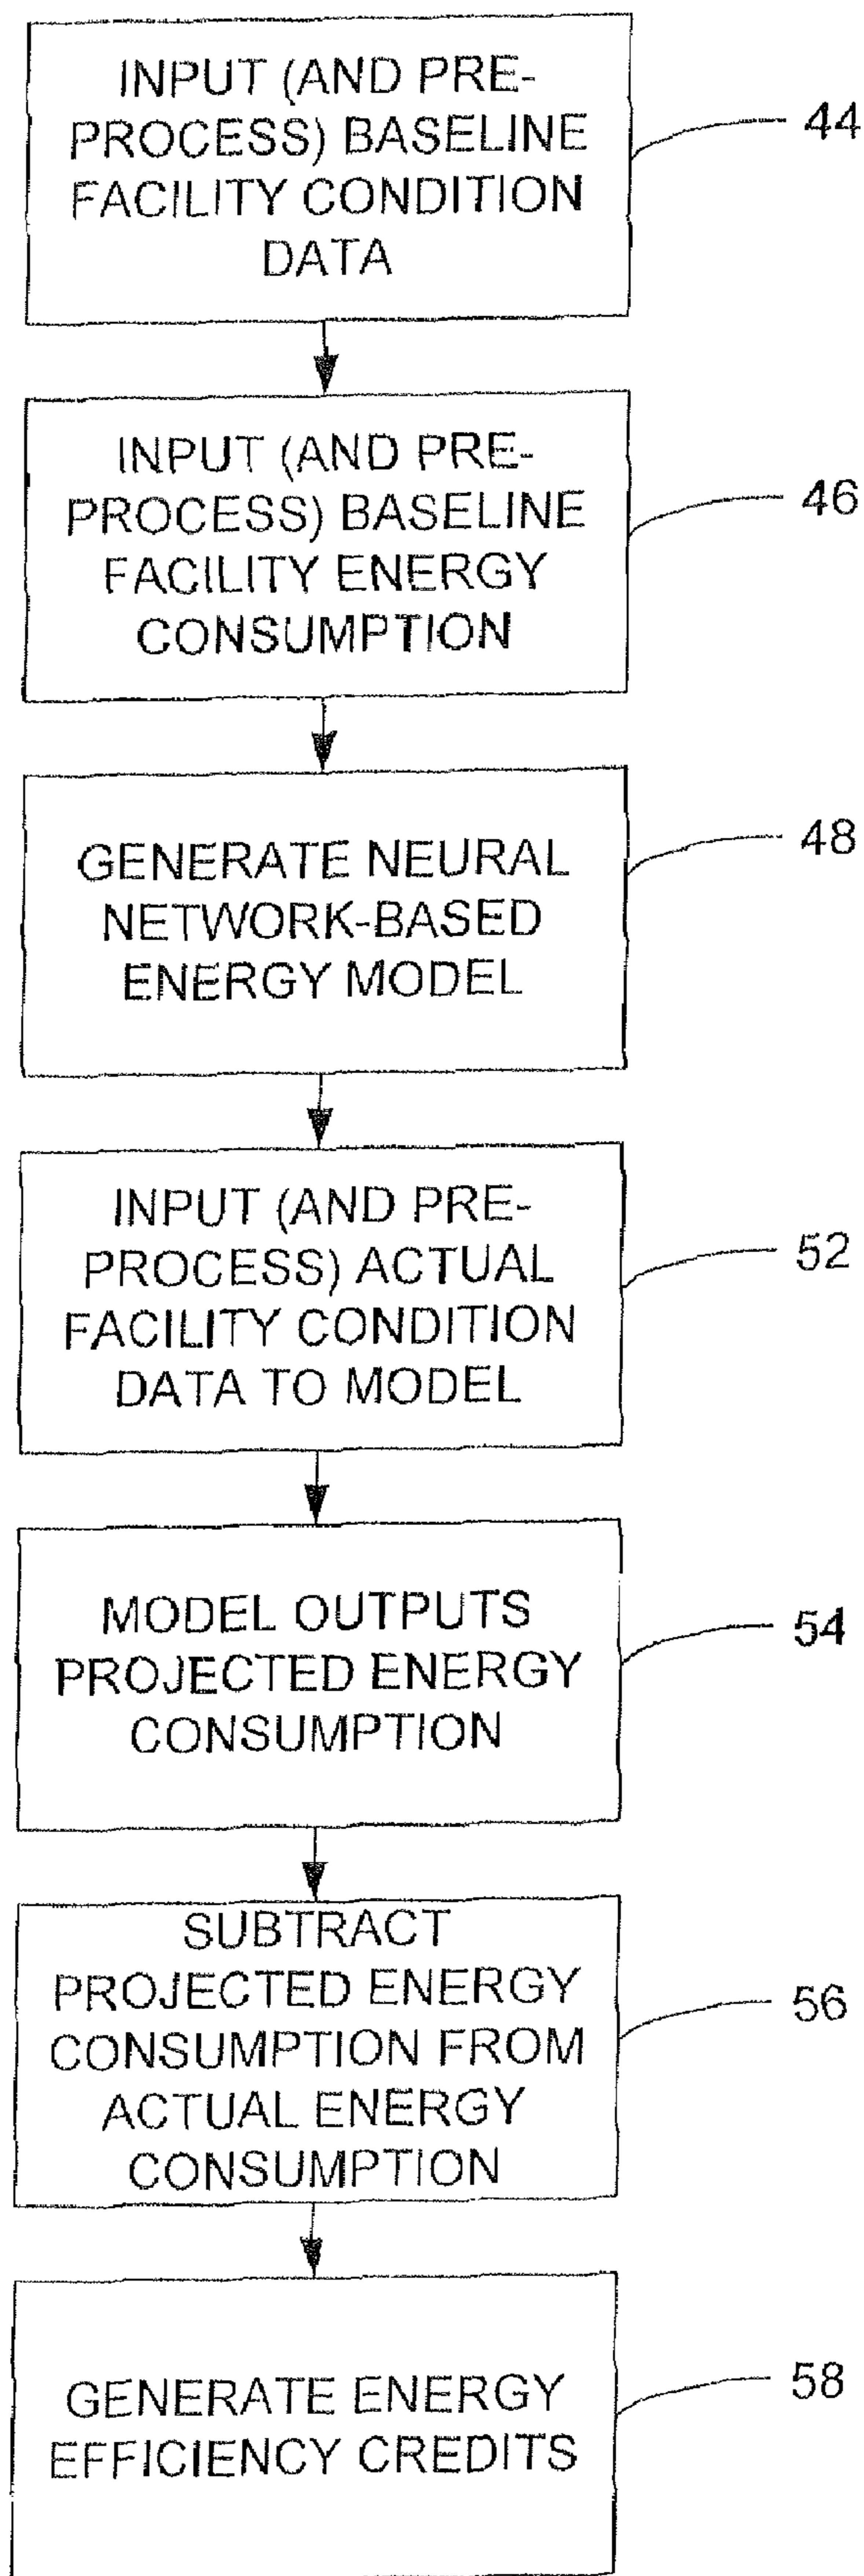 INPUT (AND PRE-
PROCESS) BASELINE
FACILITY CONDITION
DATA
44
INPUT (AND PRE-
PROCESS) BASELINE
FACILITY ENERGY
CONSUMPTION
46
GENERATE NEURAL
NETWORK-BASED
ENERGY MODEL
48
INPUT (AND PRE-
PROCESS) ACTUAL
FACILITY CONDITION
DATA TO MODEL
52
MODEL OUTPUTS
PROJECTED ENERGY
CONSUMPTION
54
SUBTRACT
PROJECTED ENERGY
CONSUMPTION FROM
ACTUAL ENERGY
CONSUMPTION
56
GENERATE ENERGY
EFFICIENCY CREDITS
58